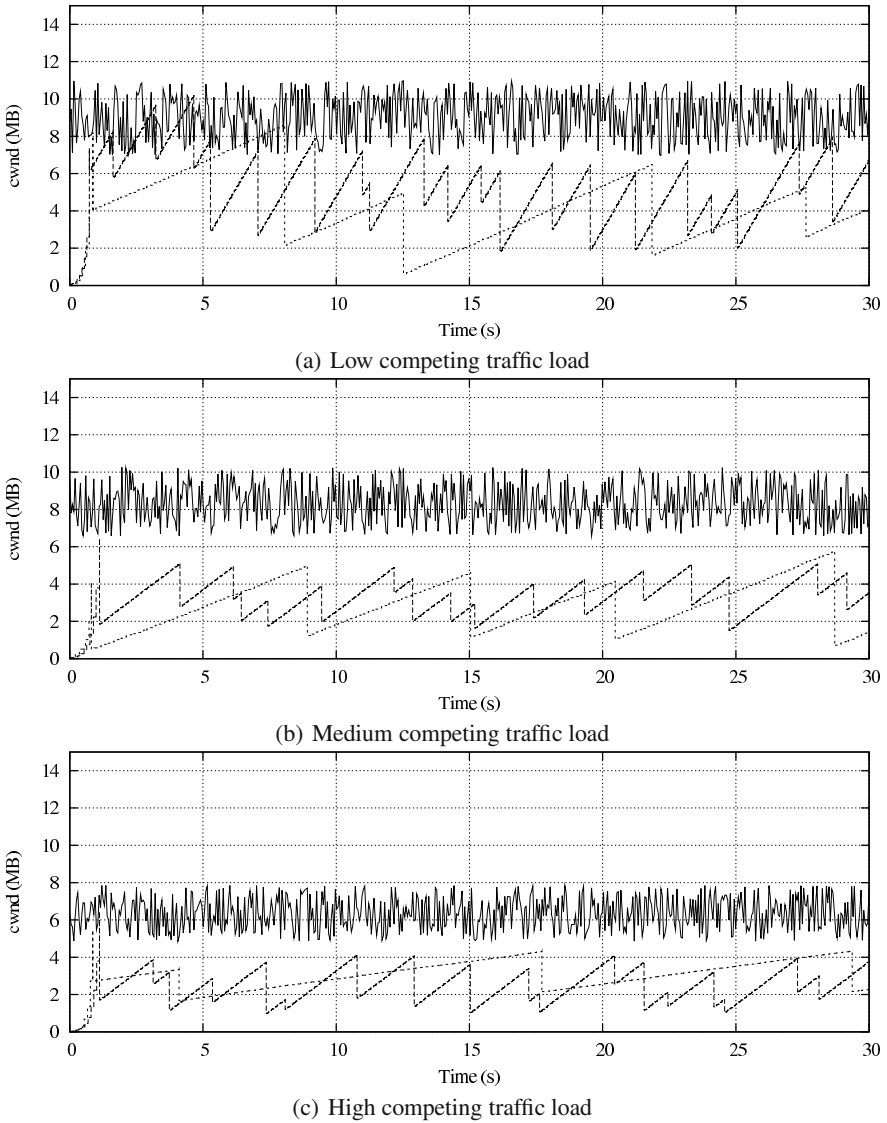 14
12
10
8
6
4
2
0
cwnd (MB)
0 5 10 15 20 25 30
Time (s)
(a) Low competing traffic load
14
12
10
8
6
4
2
0
cwnd (MB)
0 5 10 15 20 25 30
Time (s)
(b) Medium competing traffic load
14
12
10
8
6
4
2
0
cwnd (MB)
0 5 10 15 20 25 30
Time (s)
(c) High competing traffic load